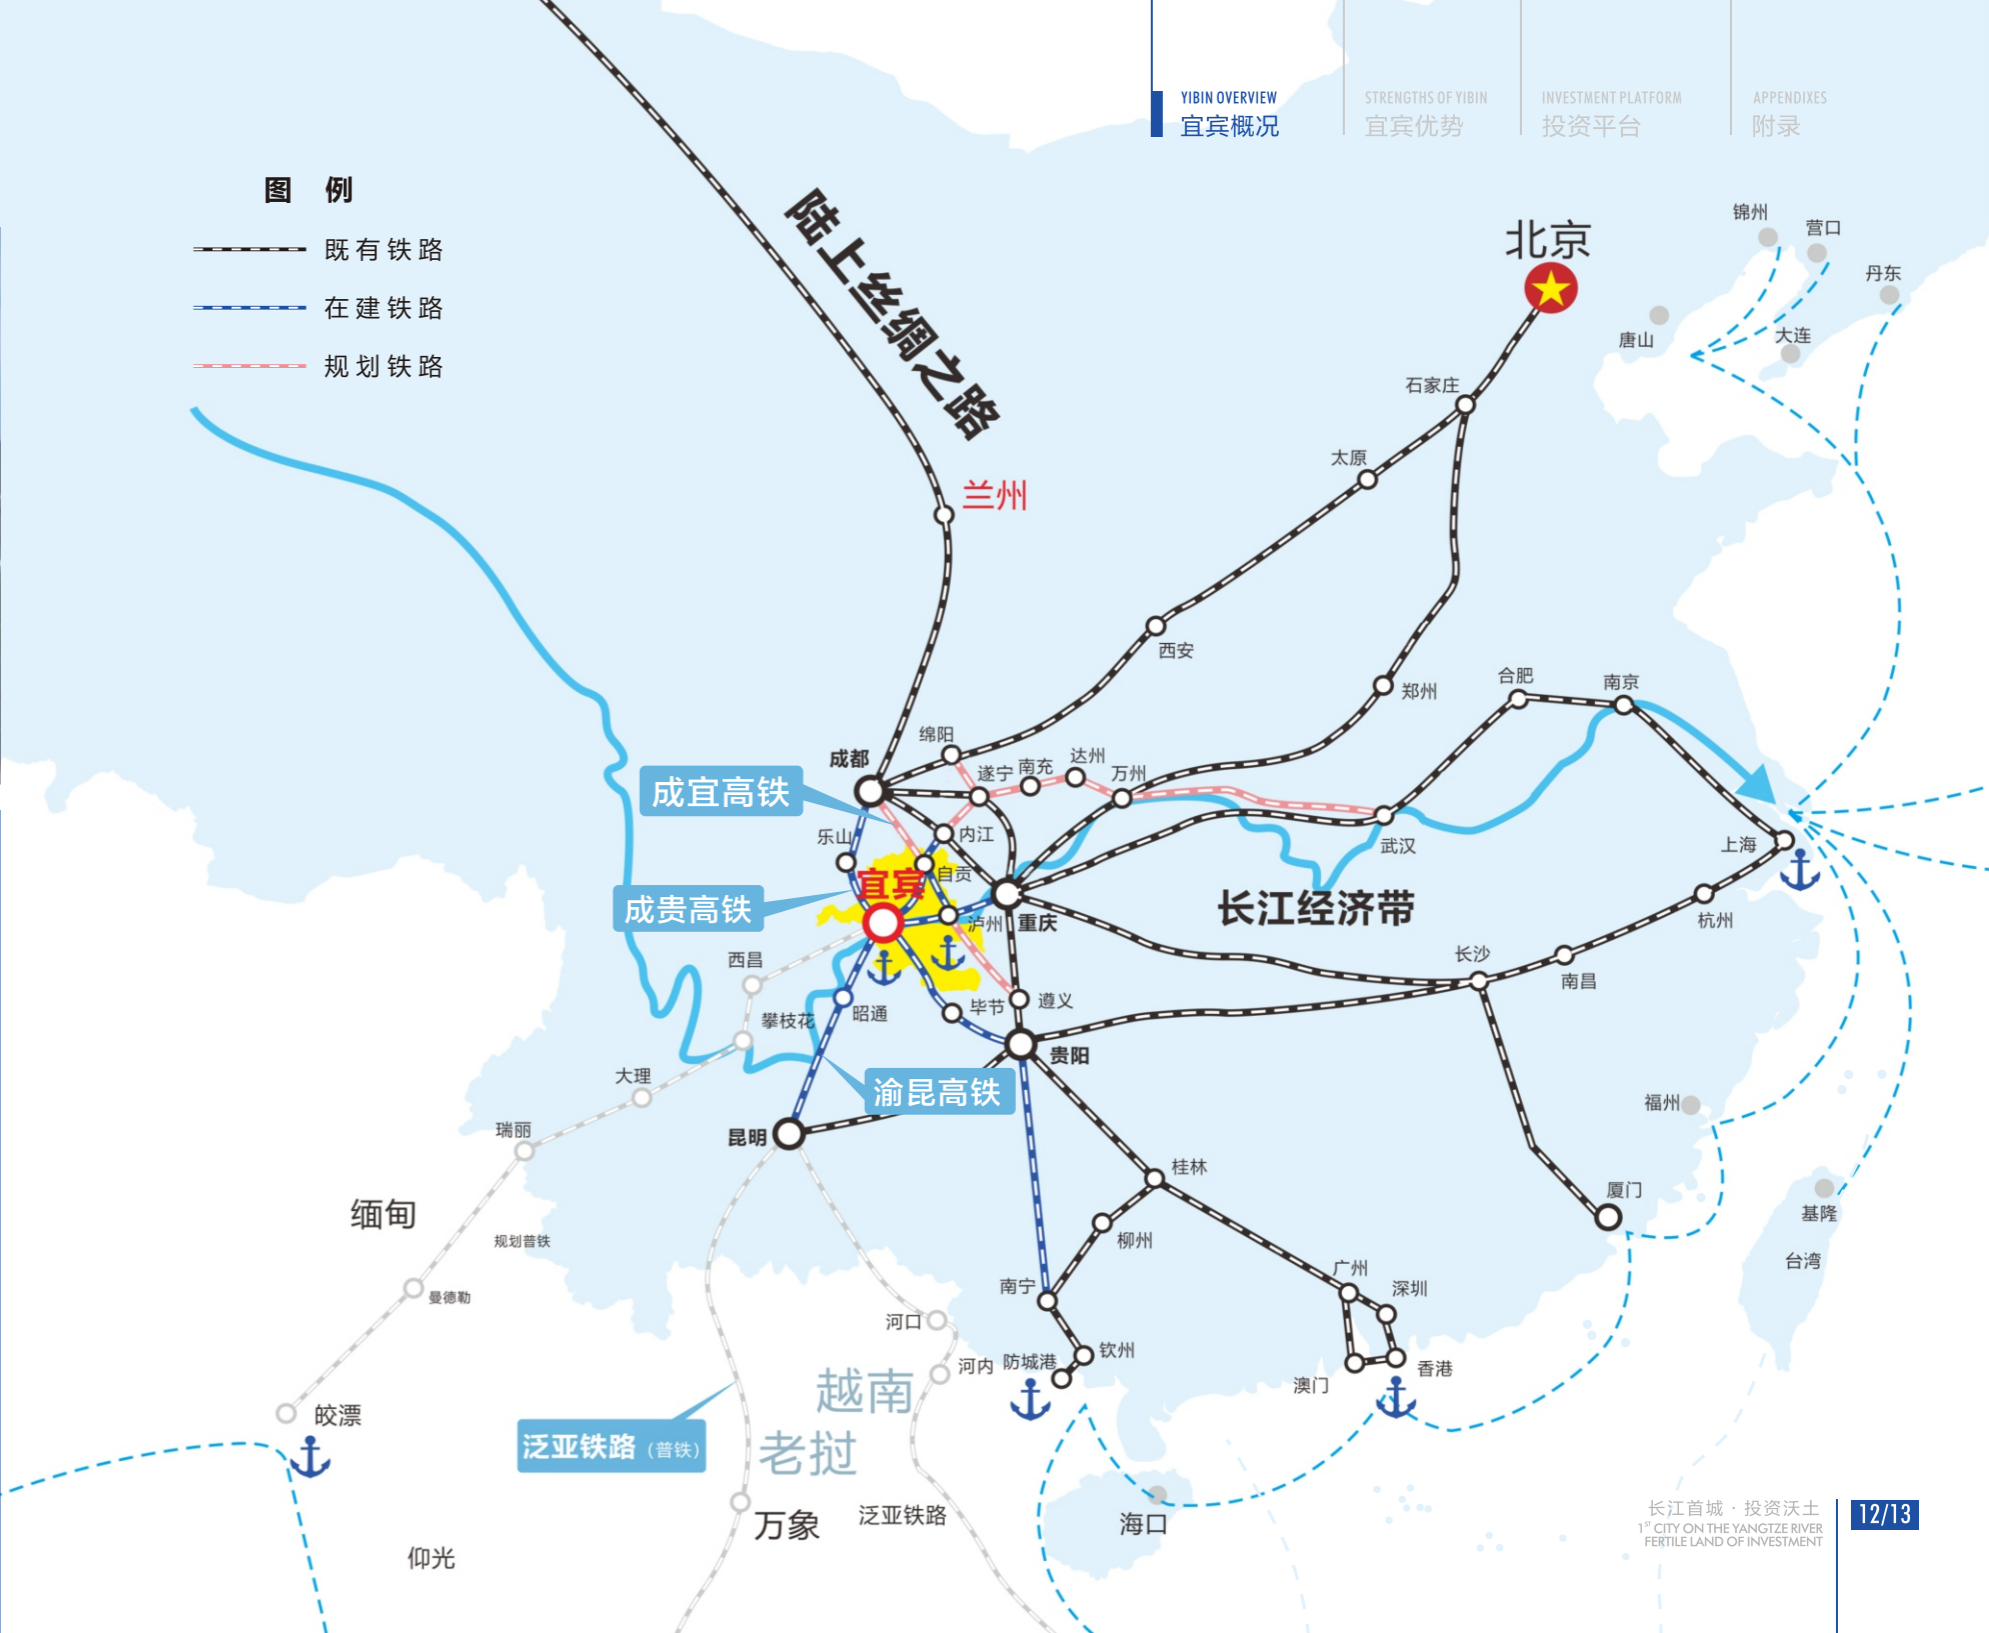 YIBIN OVERVIEW
宜宾概况
STRENGTHS OF YIBIN
宜宾优势
INVESTMENT PLATFORM
投资平台
APPENDIXES
附录
图 例
既有铁路
在建铁路
规划铁路
陆上丝绸之路
北京
锦州
营口
丹东
唐山
大连
石家庄
太原
兰州
西安
郑州
合肥
南京
绵阳
成都
遂宁
南充
达州
万州
成宜高铁
乐山
内江
武汉
上海
宜宾
自贡
成贵高铁
泸州
重庆
长江经济带
杭州
西昌
长沙
南昌
攀枝花
昭通
毕节
遵义
贵阳
大理
渝昆高铁
福州
瑞丽
昆明
桂林
厦门
缅甸
规划普铁
柳州
基隆
台湾
曼德勒
南宁
广州
深圳
河口
河内
防城港
钦州
澳门
香港
越南
皎漂
泛亚铁路（普铁）
老挝
万象
泛亚铁路
海口
仰光
长江首城 · 投资沃土
1ST CITY ON THE YANGTZE RIVER
FERTILE LAND OF INVESTMENT
12/13